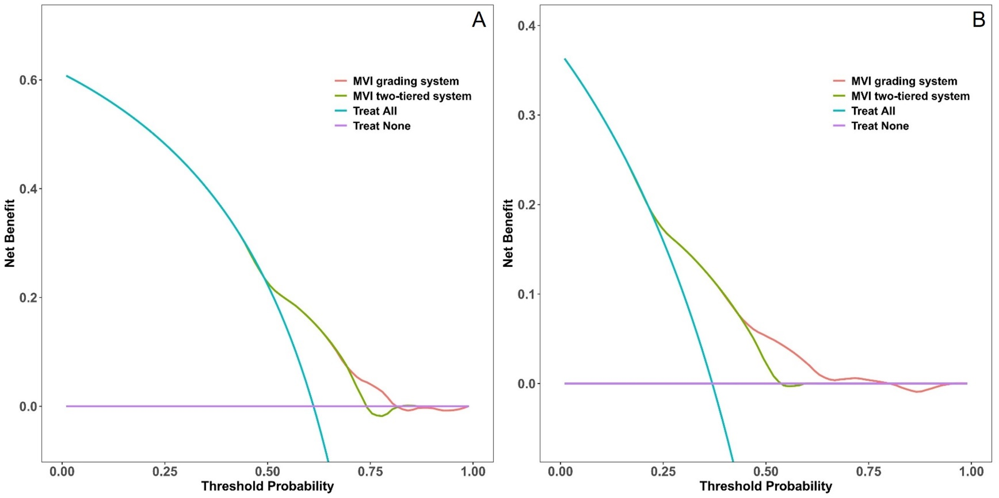 A
0.6
0.4
0.2
0.0
Net Benefit
MVI grading system
MVI two-tiered system
Treat All
Treat None
0.00 0.25 0.50 0.75 1.00
Threshold Probability
B
0.4
0.3
0.2
0.1
0.0
Net Benefit
MVI grading system
MVI two-tiered system
Treat All
Treat None
0.00 0.25 0.50 0.75 1.00
Threshold Probability